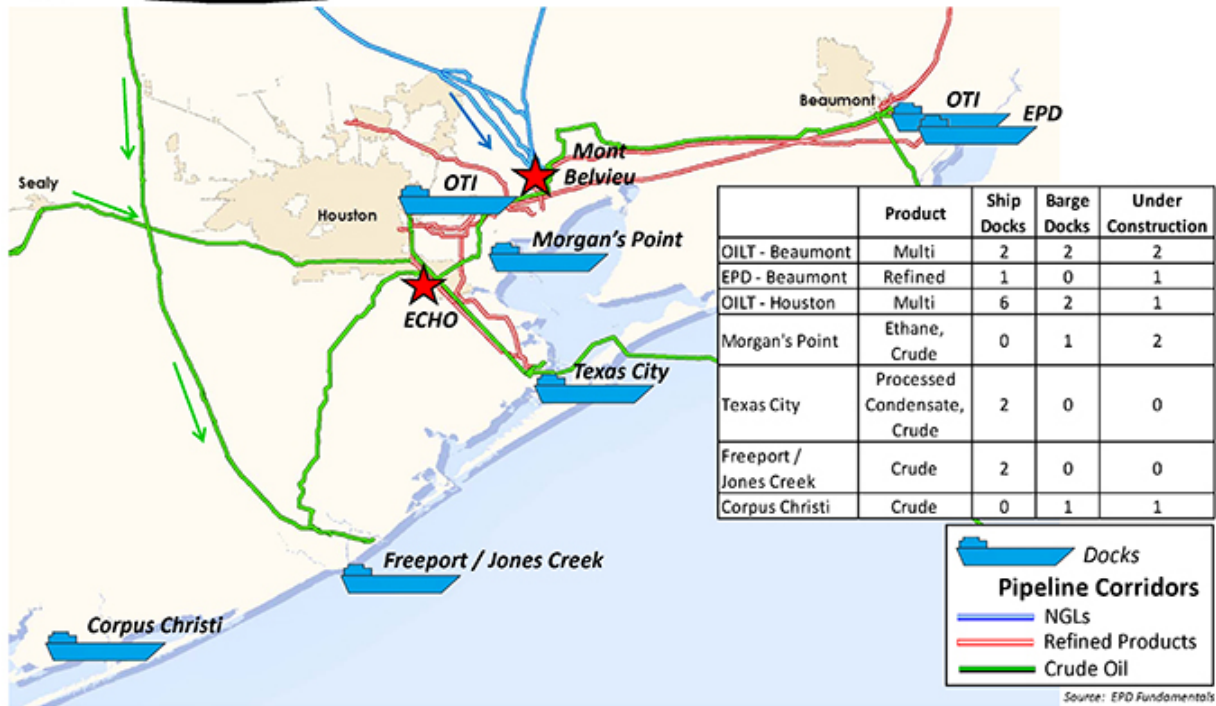 Beaumont
OTI
EPD
Mont
Belvieu
Sealy
OTI
Houston
Morgan's Point
ECHO
Texas City
Freeport / Jones Creek
Corpus Christi
Product Ship Docks Barge Docks Under Construction
OILT - Beaumont Multi 2 2 2
EPD - Beaumont Refined 1 0 1
OILT - Houston Multi 6 2 1
Morgan's Point Ethane, Crude 0 1 2
Texas City Processed Condensate, Crude 2 0 0
Freeport / Jones Creek Crude 2 0 0
Corpus Christi Crude 0 1 1
Docks
Pipeline Corridors
NGLs
Refined Products
Crude Oil
Source: EPD Fundamentals